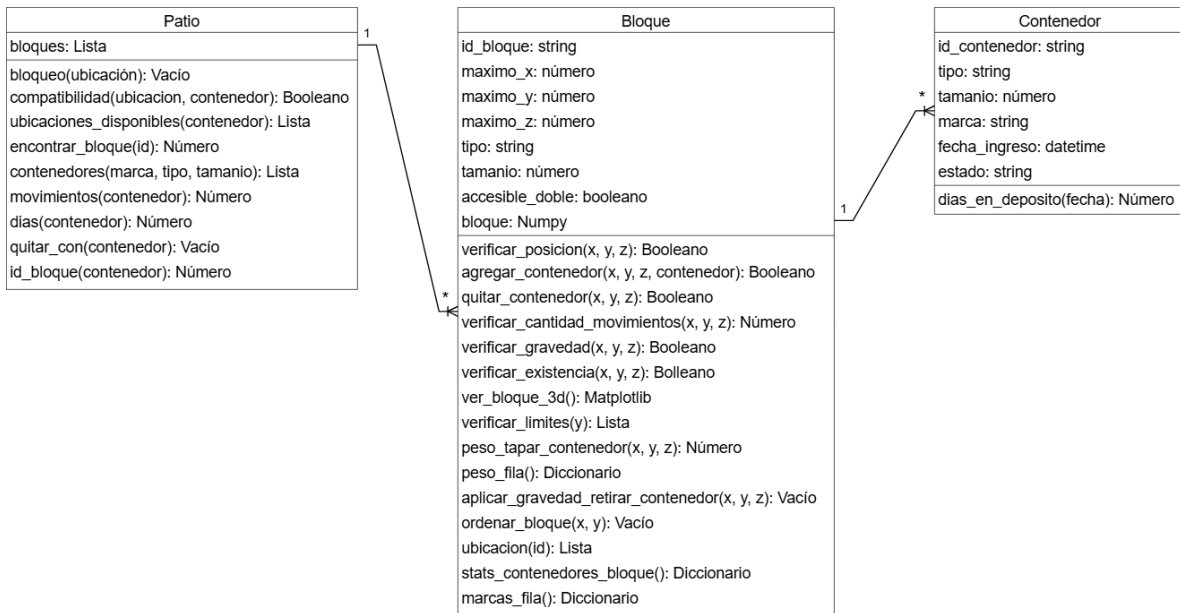 Patio
bloques: Lista
bloqueo(ubicación): Vacío
compatibilidad(ubicacion, contenedor): Booleano
ubicaciones_disponibles(contenedor): Lista
encontrar_bloque(id): Número
contenedores(marca, tipo, tamanio): Lista
movimientos(contenedor): Número
dias(contenedor): Número
quitar_con(contenedor): Vacío
id_bloque(contenedor): Número
1
*
Bloque
id_bloque: string
maximo_x: número
maximo_y: número
maximo_z: número
tipo: string
tamanio: número
accesible_doble: booleano
bloque: Numpy
verificar_posicion(x, y, z): Booleano
agregar_contenedor(x, y, z, contenedor): Booleano
quitar_contenedor(x, y, z): Booleano
verificar_cantidad_movimientos(x, y, z): Número
verificar_gravedad(x, y, z): Booleano
verificar_existencia(x, y, z): Bolleano
ver_bloque_3d(): Matplotlib
verificar_limites(y): Lista
peso_tapar_contenedor(x, y, z): Número
peso_fila(): Diccionario
aplicar_gravedad_retirar_contenedor(x, y, z): Vacío
ordenar_bloque(x, y): Vacío
ubicacion(id): Lista
stats_contenedores_bloque(): Diccionario
marcas_fila(): Diccionario
1
*
Contenedor
id_contenedor: string
tipo: string
tamanio: número
marca: string
fecha_ingreso: datetime
estado: string
dias_en_deposito(fecha): Número